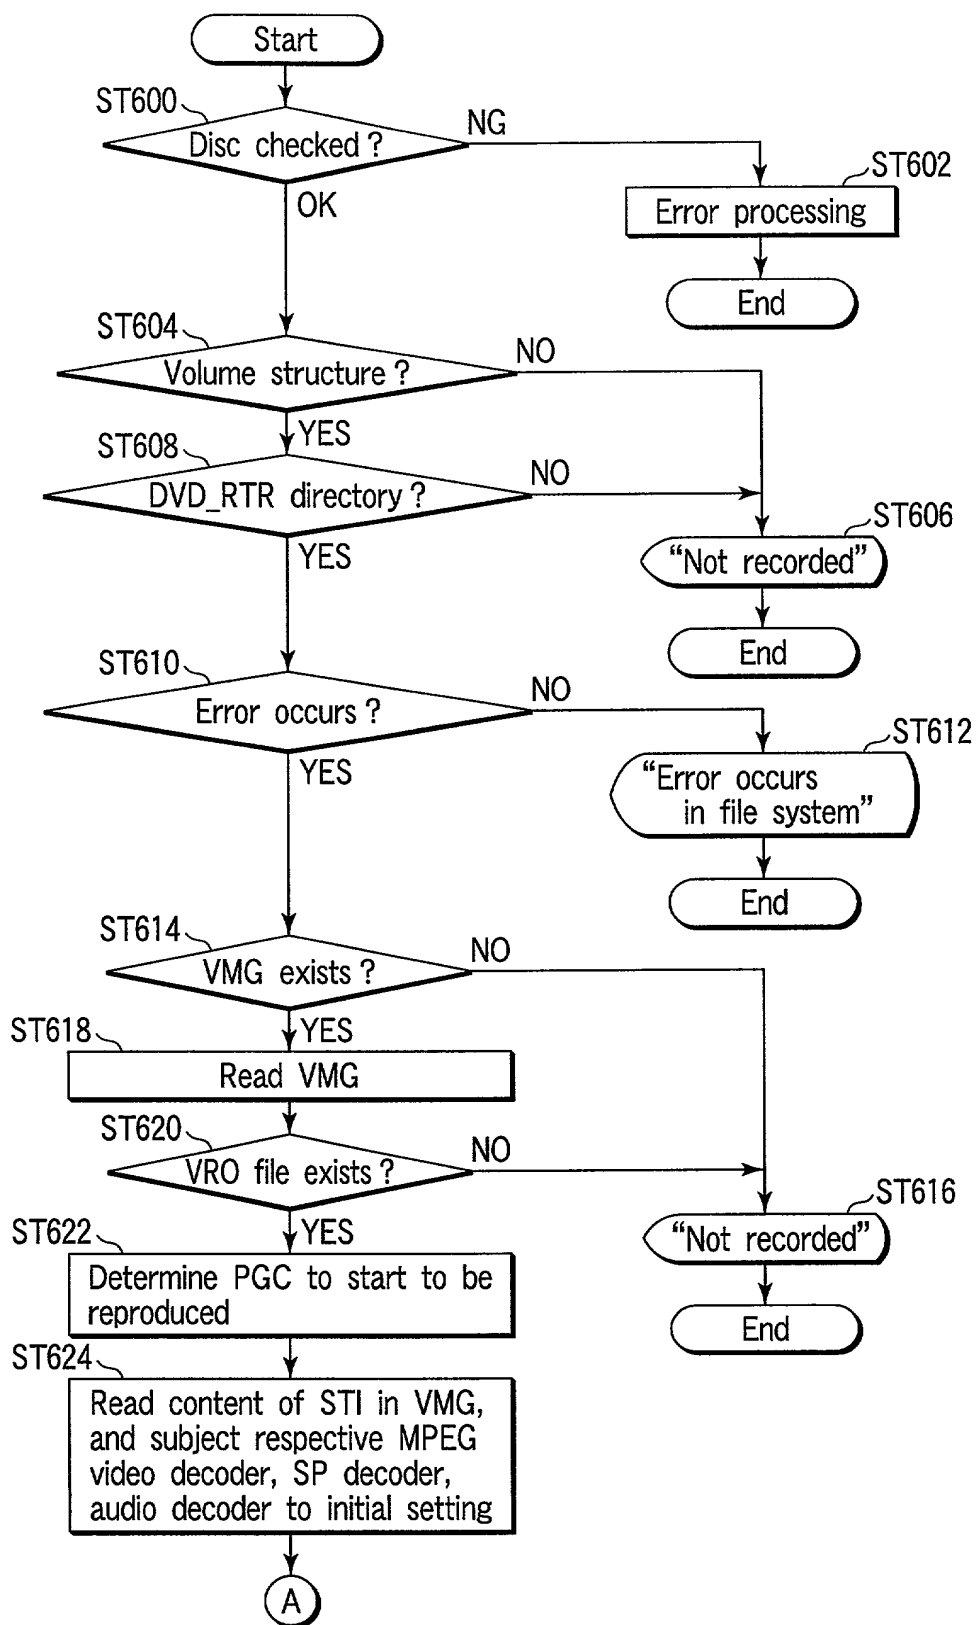 Start
ST600
Disc checked ?
NG
OK
ST602
Error processing
End
ST604
Volume structure ?
NO
YES
ST608
DVD_RTR directory ?
NO
YES
ST606
“Not recorded”
End
ST610
Error occurs ?
NO
YES
ST612
“Error occurs
in file system”
End
ST614
VMG exists ?
NO
YES
ST618
Read VMG
ST620
VRO file exists ?
NO
YES
ST616
“Not recorded”
End
ST622
Determine PGC to start to be
reproduced
ST624
Read content of STI in VMG,
and subject respective MPEG
video decoder, SP decoder,
audio decoder to initial setting
A